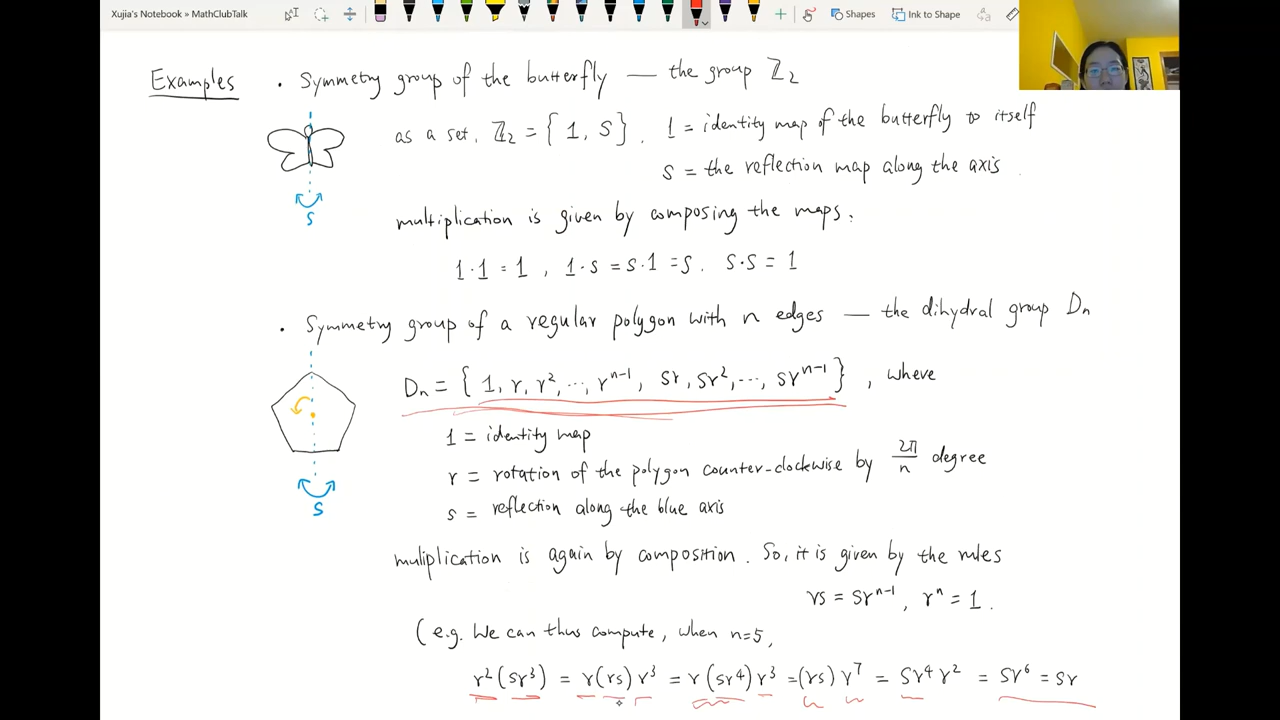 Xujia's Notebook » MathClubTalk
Shapes
Ink to Shape
Examples · Symmetry group of the butterfly — the group ℤ₂
as a set, ℤ₂ = { 1, S }. 1 = identity map of the butterfly to itself
s = the reflection map along the axis
s
multiplication is given by composing the maps:
1·1 = 1, 1·s = s·1 = s. s·s = 1
· Symmetry group of a regular polygon with n edges — the dihydral group Dn
Dn = { 1, r, r², ⋯, rⁿ⁻¹, sr, sr², ⋯, srⁿ⁻¹ }, where
1 = identity map
r = rotation of the polygon counter-clockwise by 2π/n degree
s = reflection along the blue axis
s
muliplication is again by composition. So, it is given by the rules
rs = srⁿ⁻¹, rⁿ = 1.
(e.g. We can thus compute, when n=5,
r²(sr³) = r(rs)r³ = r(sr⁴)r³ = (rs)r⁷ = sr⁴r² = sr⁶ = sr